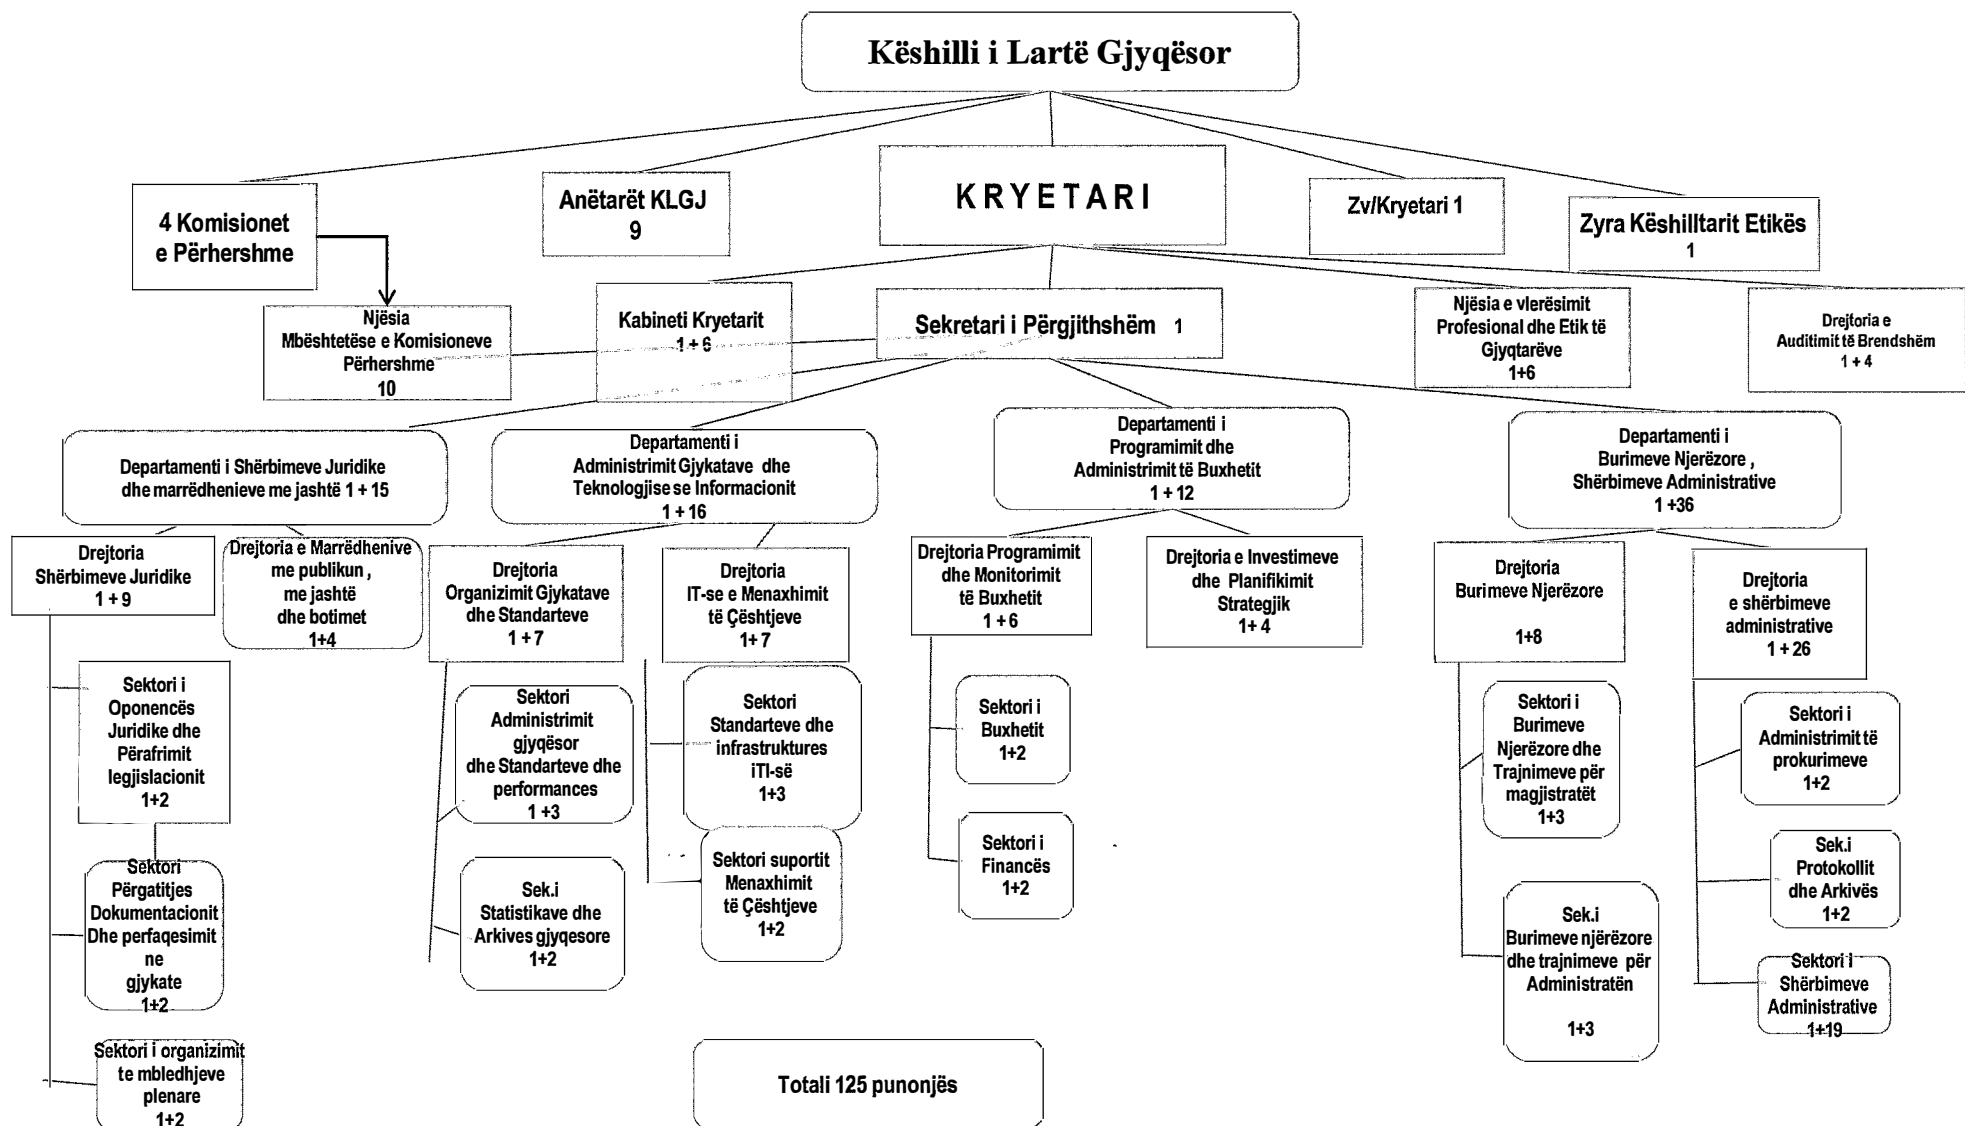 Këshilli i Lartë Gjyqësor
4 Komisionet
e Përhershme
Anëtarët KLGJ
9
KRYETARI
Zv/Kryetari 1
Zyra Këshilltarit Etikës
1
Njësia
Mbështetëse e Komisioneve
Përhershme
10
Kabineti Kryetarit
1 + 6
Sekretari i Përgjithshëm 1
Njësia e vlerësimit
Profesional dhe Etik të
Gjyqtarëve
1+6
Drejtoria e
Auditimit të Brendshëm
1 + 4
Departamenti i Shërbimeve Juridike
dhe marrëdhenieve me jashtë 1 + 15
Departamenti i
Administrimit Gjykatave dhe
Teknologjise se Informacionit
1 + 16
Departamenti i
Programimit dhe
Administrimit të Buxhetit
1 + 12
Departamenti i
Burimeve Njerëzore ,
Shërbimeve Administrative
1 +36
Drejtoria
Shërbimeve Juridike
1 + 9
Drejtoria e Marrëdhenive
me publikun ,
me jashtë
dhe botimet
1+4
Drejtoria
Organizimit Gjykatave
dhe Standarteve
1 + 7
Drejtoria
IT-se e Menaxhimit
të Çështjeve
1+ 7
Drejtoria Programimit
dhe Monitorimit
të Buxhetit
1 + 6
Drejtoria e Investimeve
dhe Planifikimit
Strategjik
1+ 4
Drejtoria
Burimeve Njerëzore
1+8
Drejtoria
e shërbimeve
administrative
1 + 26
Sektori i
Oponencës
Juridike dhe
Përafrimit
legjislacionit
1+2
Sektori
Përgatitjes
Dokumentacionit
Dhe perfaqesimit
ne
gjykate
1+2
Sektori i organizimit
te mbledhjeve
plenare
1+2
Sektori
Administrimit
gjyqësor
dhe Standarteve dhe
performances
1 +3
Sek.i
Statistikave dhe
Arkives gjyqesore
1+2
Sektori
Standarteve dhe
infrastruktures
iTI-së
1+3
Sektori suportit
Menaxhimit
të Çështjeve
1+2
Sektori i
Buxhetit
1+2
Sektori i
Financës
1+2
Sektori i
Burimeve
Njerëzore dhe
Trajnimeve për
magjistratët
1+3
Sek.i
Burimeve njërëzore
dhe trajnimeve për
Administratën
1+3
Sektori i
Administrimit të
prokurimeve
1+2
Sek.i
Protokollit
dhe Arkivës
1+2
Sektori i
Shërbimeve
Administrative
1+19
Totali 125 punonjës